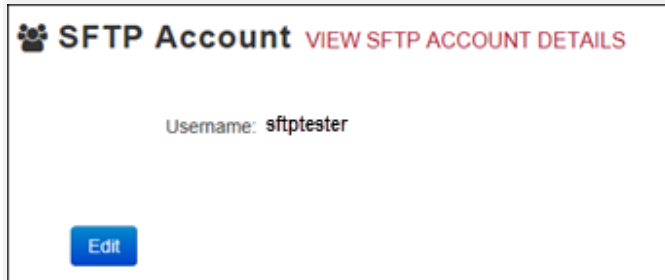 SFTP Account VIEW SFTP ACCOUNT DETAILS
Username: sftptester
Edit